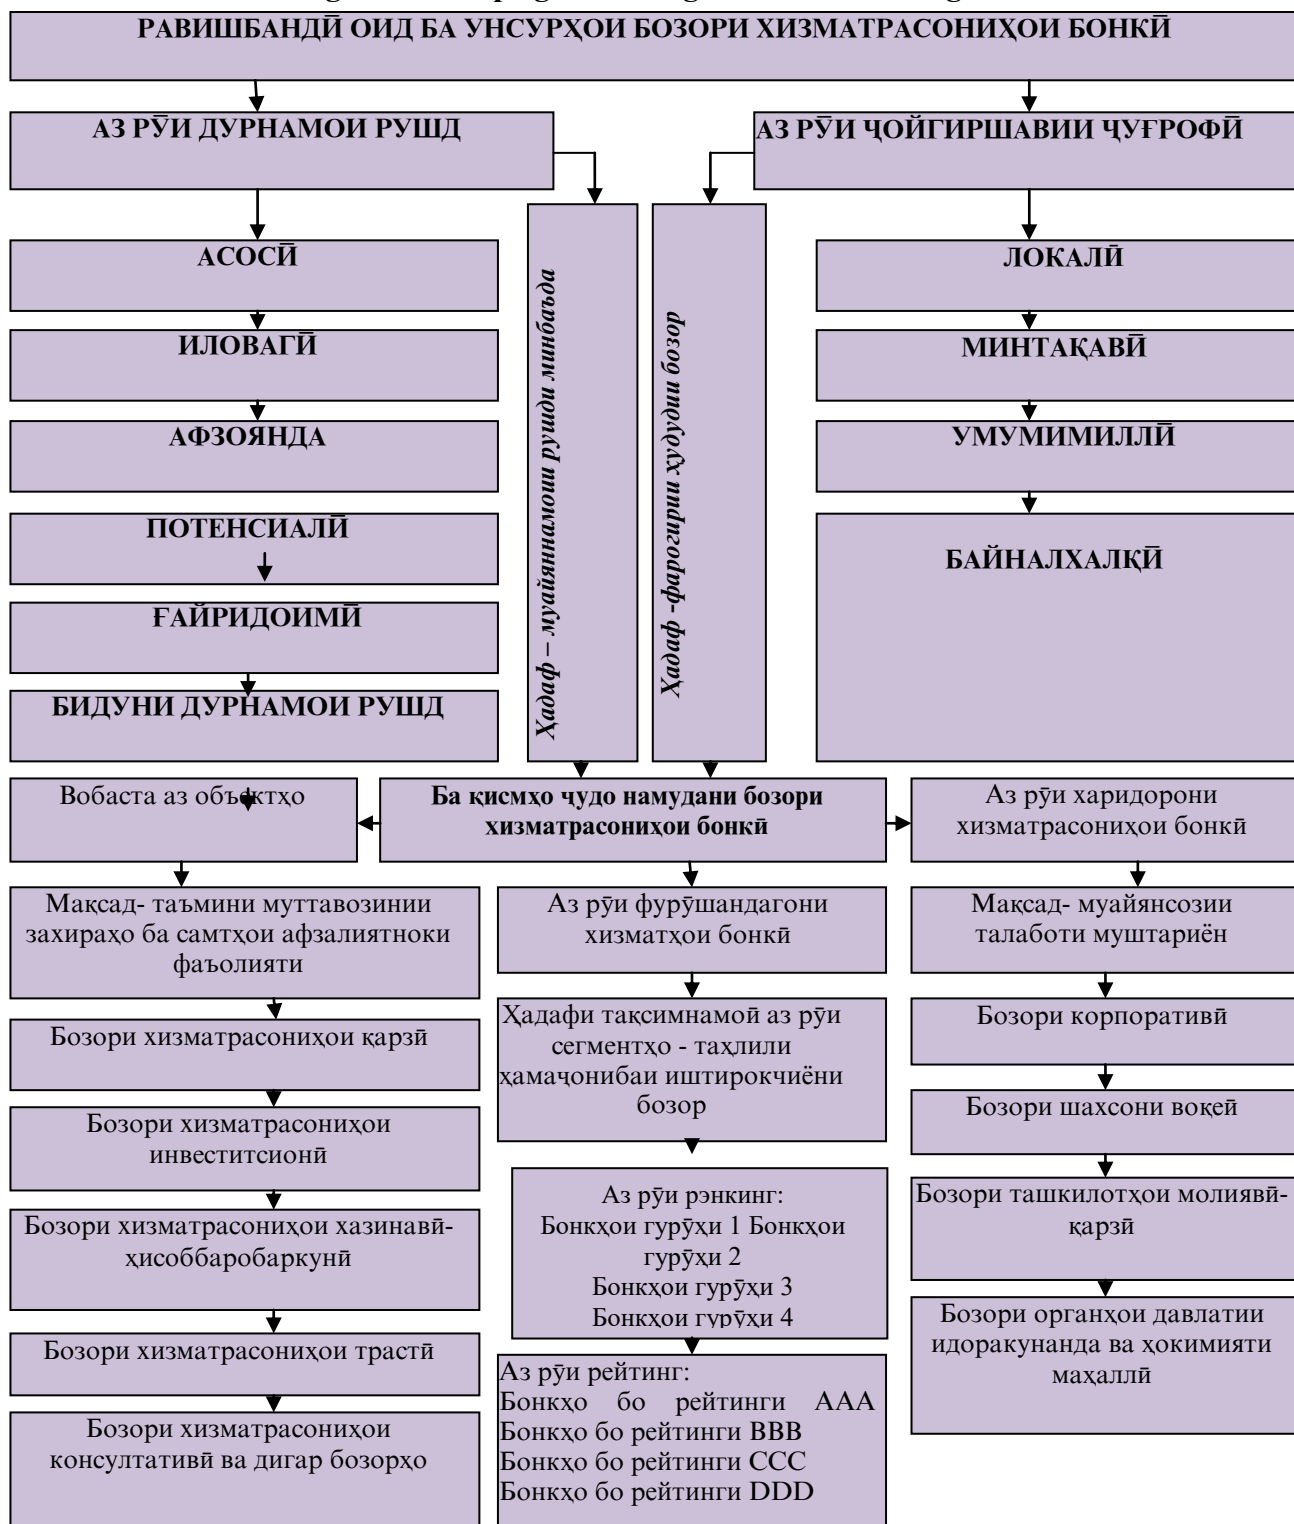 РАВИШБАНДӢ ОИД БА УНСУРҲОИ БОЗОРИ ХИЗМАТРАСОНИҲОИ БОНКӢ
АЗ РӮИ ДУРНАМОИ РУШД
АЗ РӮИ ҶОЙГИРШАВИИ ҶУҒРОФӢ
АСОСӢ
ИЛОВАГӢ
АФЗОЯНДА
ПОТЕНСИАЛӢ
ҒАЙРИДОИМӢ
БИДУНИ ДУРНАМОИ РУШД
Ҳадаф – муайяннамоии рушди минбаъда
Ҳадаф -фарогирии ҳудудии бозор
ЛОКАЛӢ
МИНТАҚАВӢ
УМУМИМИЛЛӢ
БАЙНАЛХАЛҚӢ
Вобаста аз объектҳо
Ба қисмҳо ҷудо намудани бозори
хизматрасониҳои бонкӣ
Аз рӯи харидорони
хизматрасониҳои бонкӣ
Мақсад- таъмини муттавозинии
захираҳо ба самтҳои афзалиятноки
фаъолияти
Бозори хизматрасониҳои қарзӣ
Бозори хизматрасониҳои
инвеститсионӣ
Бозори хизматрасониҳои хазинавӣ-
ҳисоббаробаркунӣ
Бозори хизматрасониҳои трастӣ
Бозори хизматрасониҳои
консултативӣ ва дигар бозорҳо
Аз рӯи фурӯшандагони
хизматҳои бонкӣ
Ҳадафи тақсимнамоӣ аз рӯи
сегментҳо - таҳлили
ҳамаҷонибаи иштирокчиёни
бозор
Аз рӯи рэнкинг:
Бонкҳои гурӯҳи 1 Бонкҳои
гурӯҳи 2
Бонкҳои гурӯҳи 3
Бонкҳои гурӯҳи 4
Аз рӯи рейтинг:
Бонкҳо бо рейтинги ААА
Бонкҳо бо рейтинги BBB
Бонкҳо бо рейтинги CCC
Бонкҳо бо рейтинги DDD
Мақсад- муайянсозии
талаботи муштариён
Бозори корпоративӣ
Бозори шахсони воқеӣ
Бозори ташкилотҳои молиявӣ-
қарзӣ
Бозори органҳои давлатии
идоракунанда ва ҳокимияти
маҳаллӣ